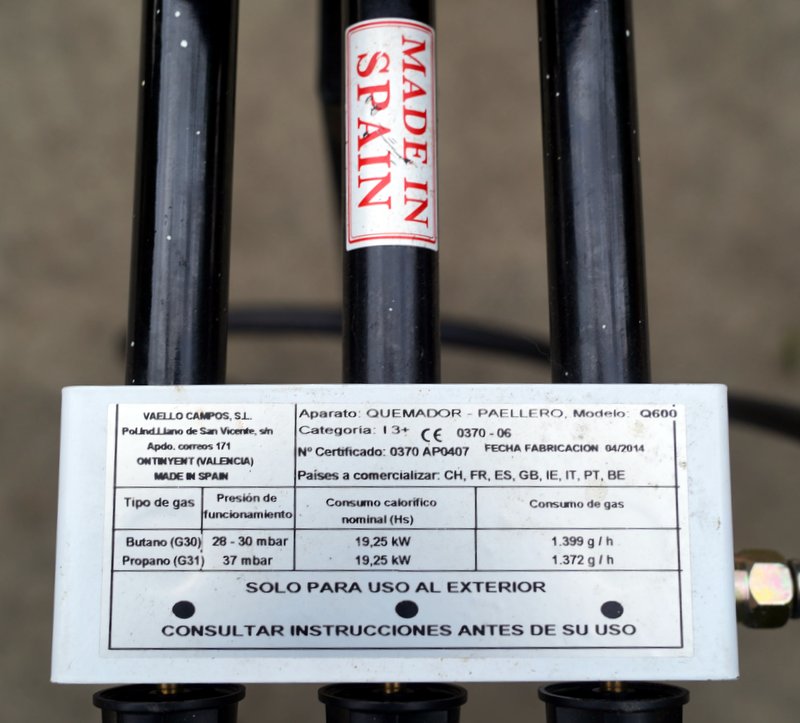 MADE IN
SPAIN
VAELLO CAMPOS, S.L.
Pol.Ind.Llano de San Vicente, s/n
Apdo. correos 171
ONTINYENT (VALENCIA)
MADE IN SPAIN
Aparato: QUEMADOR - PAELLERO, Modelo: Q600
Categoria: I 3+ CE 0370 - 06
Nº Certificado: 0370 AP0407 FECHA FABRICACION 04/2014
Países a comercializar: CH, FR, ES, GB, IE, IT, PT, BE
Tipo de gas Presión de funcionamiento Consumo calorífico nominal (Hs) Consumo de gas
Butano (G30) 28 - 30 mbar 19,25 kW 1.399 g / h
Propano (G31) 37 mbar 19,25 kW 1.372 g / h
SOLO PARA USO AL EXTERIOR
CONSULTAR INSTRUCCIONES ANTES DE SU USO